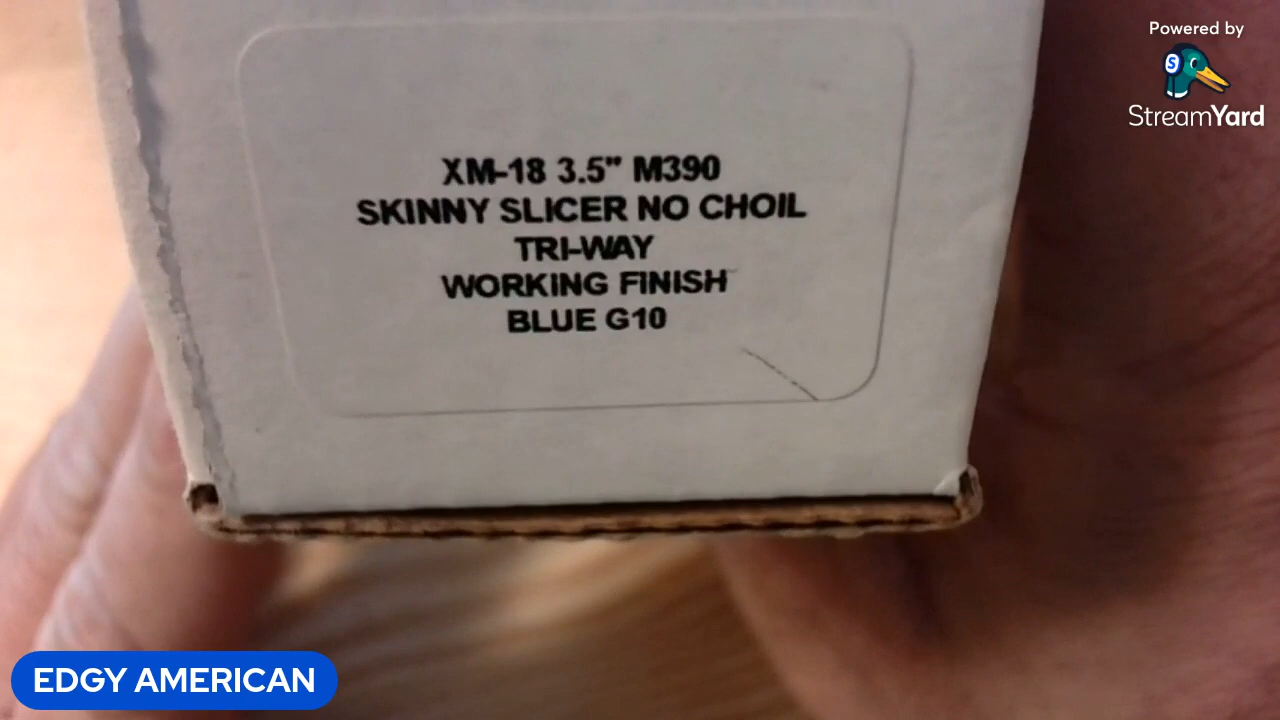 Powered by
S
StreamYard
XM-18 3.5" M390
SKINNY SLICER NO CHOIL
TRI-WAY
WORKING FINISH
BLUE G10
EDGY AMERICAN